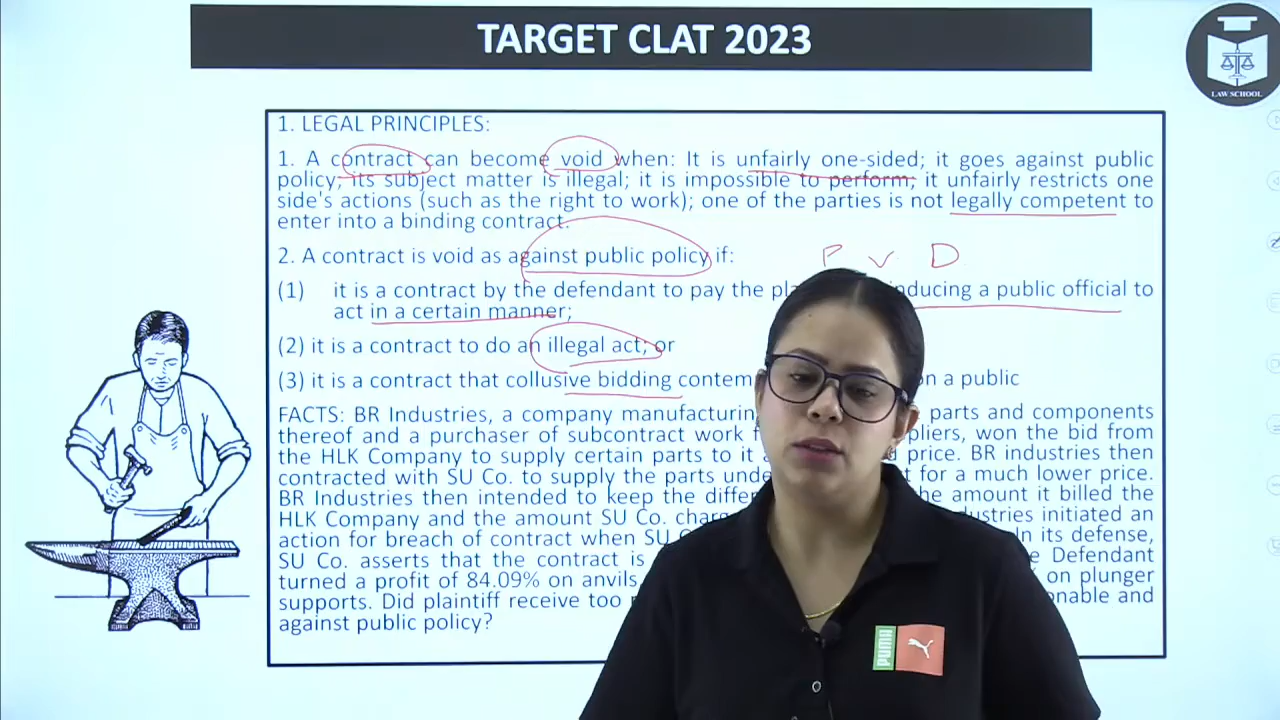 TARGET CLAT 2023
LAW SCHOOL
1. LEGAL PRINCIPLES:
1. A contract can become void when: It is unfairly one-sided; it goes against public
policy; its subject matter is illegal; it is impossible to perform; it unfairly restricts one
side's actions (such as the right to work); one of the parties is not legally competent to
enter into a binding contract.
2. A contract is void as against public policy if:
P v. D
(1) it is a contract by the defendant to pay the inducing a public official to
act in a certain manner;
(2) it is a contract to do an illegal act; or
(3) it is a contract that collusive bidding on a public
FACTS: BR Industries, a company manufacturing parts and components
thereof and a purchaser of subcontract work won the bid from
the HLK Company to supply certain parts to it price. BR industries then
contracted with SU Co. to supply the parts for a much lower price.
BR Industries then intended to keep the amount it billed the
HLK Company and the amount SU Co. initiated an
action for breach of contract when SU In its defense,
SU Co. asserts that the contract is Defendant
turned a profit of 84.09% on anvils on plunger
supports. Did plaintiff receive too and
against public policy?
PUMA